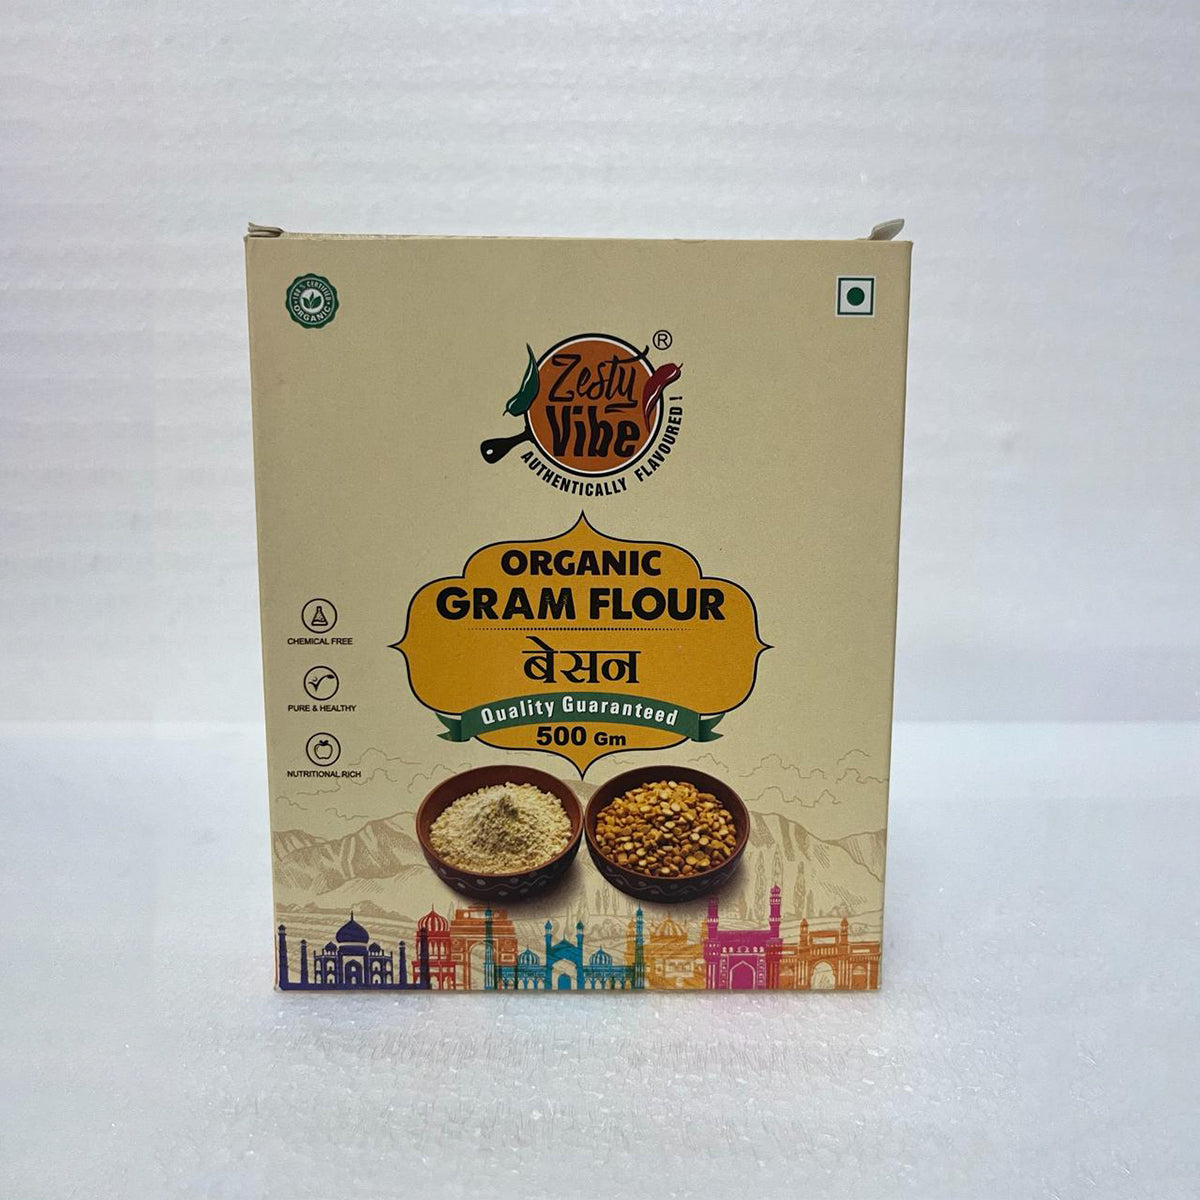 100% CERTIFIED
ORGANIC
Zesty
Vibe
®
AUTHENTICALLY FLAVOURED!
ORGANIC
GRAM FLOUR
बेसन
Quality Guaranteed
500 Gm
CHEMICAL FREE
PURE & HEALTHY
NUTRITIONAL RICH